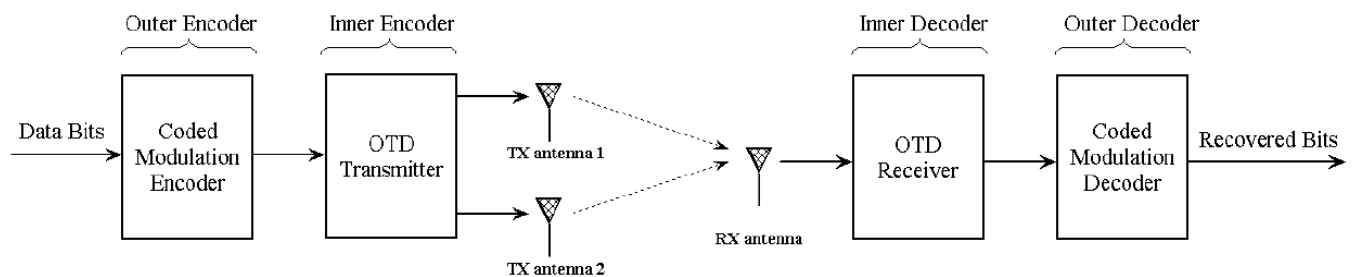 Outer Encoder
Inner Encoder
Inner Decoder
Outer Decoder
Data Bits
Coded
Modulation
Encoder
OTD
Transmitter
TX antenna 1
TX antenna 2
RX antenna
OTD
Receiver
Coded
Modulation
Decoder
Recovered Bits